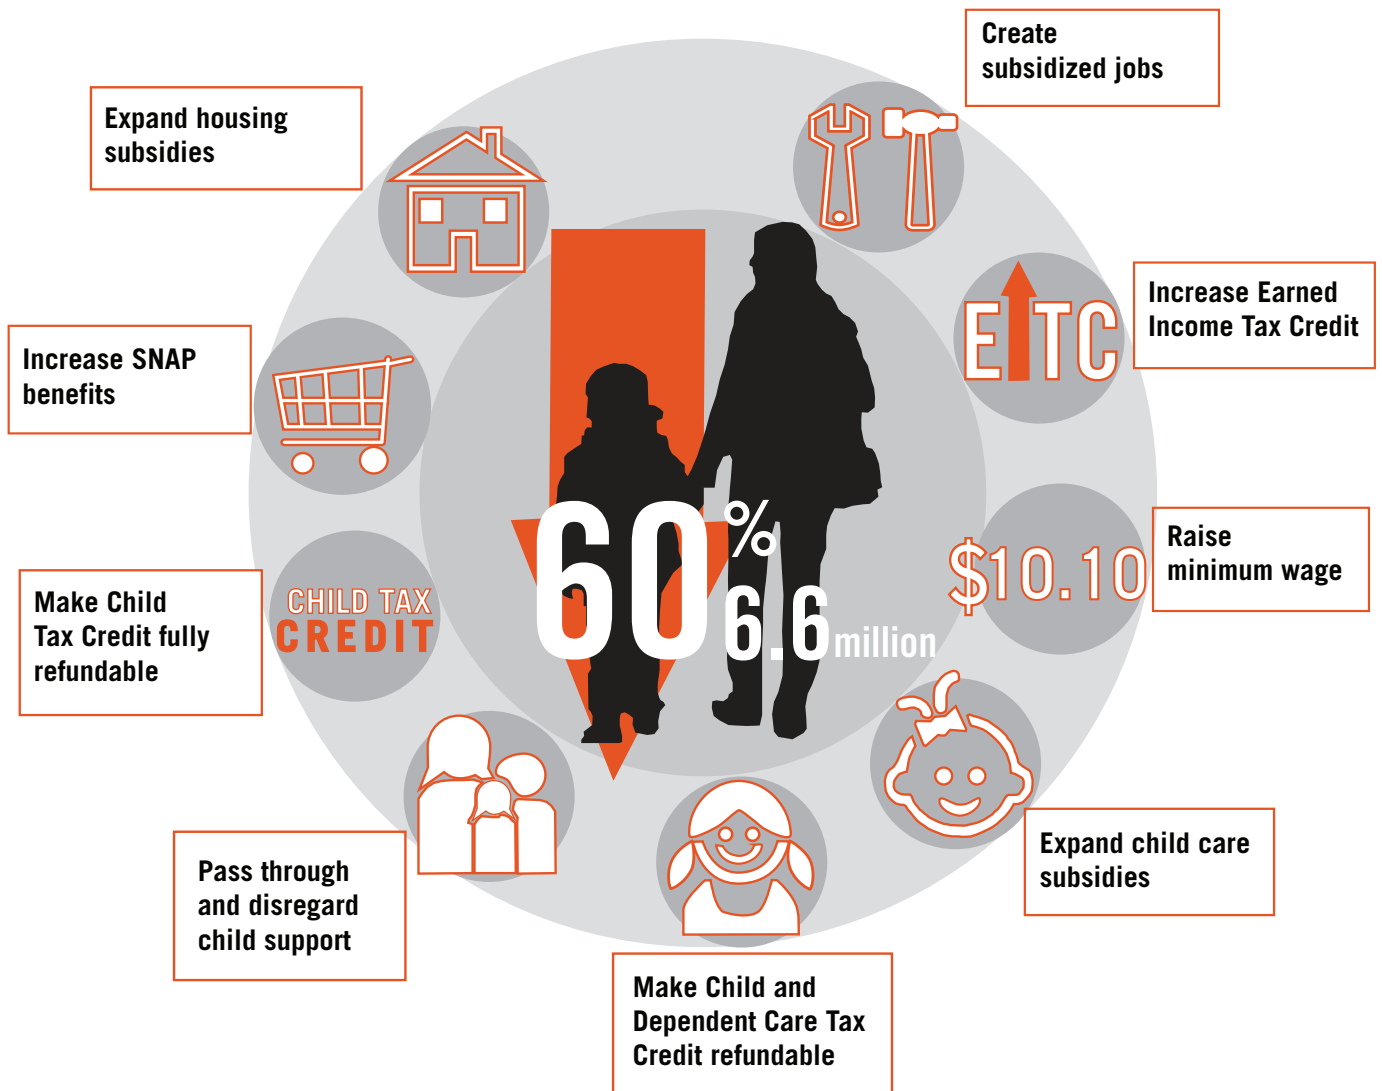 Create
subsidized jobs
Expand housing
subsidies
EITC
Increase Earned
Income Tax Credit
Increase SNAP
benefits
60%
6.6 million
$10.10
Raise
minimum wage
CHILD TAX
CREDIT
Make Child
Tax Credit fully
refundable
Expand child care
subsidies
Pass through
and disregard
child support
Make Child and
Dependent Care Tax
Credit refundable